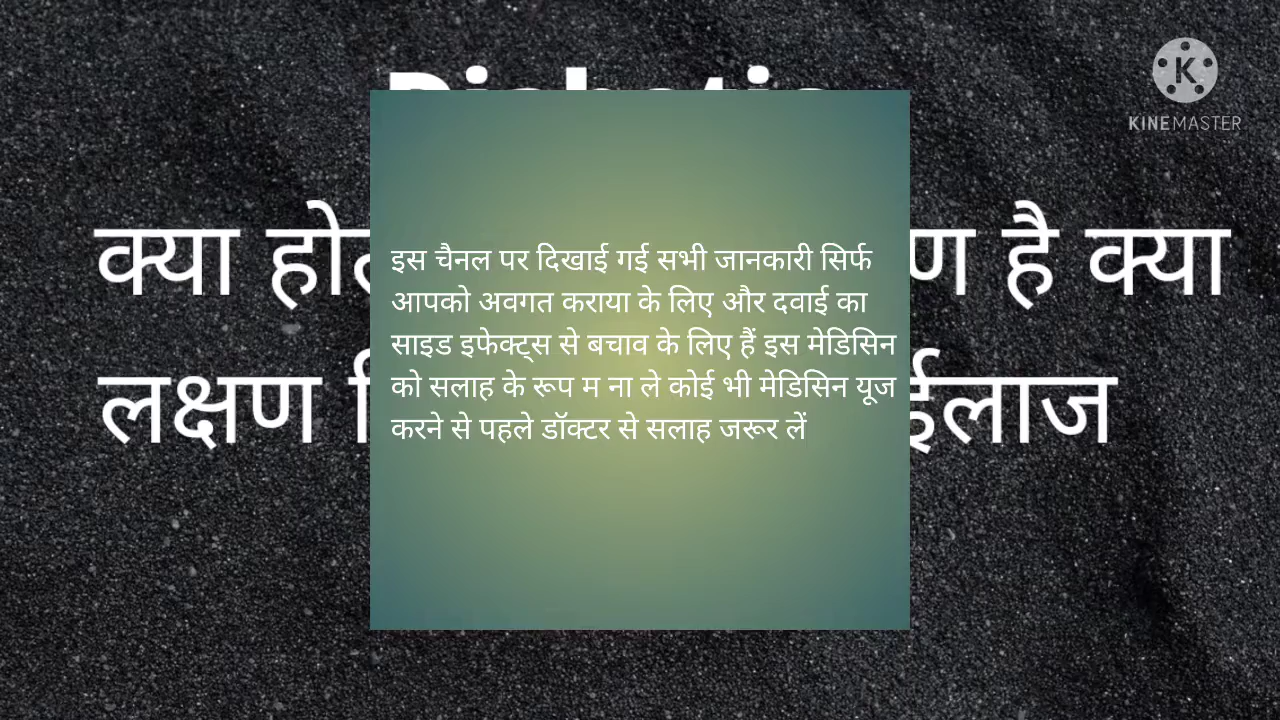 KINEMASTER
क्या
है क्या
इस चैनल पर दिखाई गई सभी जानकारी सिर्फ
आपको अवगत कराया के लिए और दवाई का
साइड इफेक्ट्स से बचाव के लिए हैं इस मेडिसिन
को सलाह के रूप म ना ले कोई भी मेडिसिन यूज
करने से पहले डॉक्टर से सलाह जरूर लें
लक्षण
ईलाज